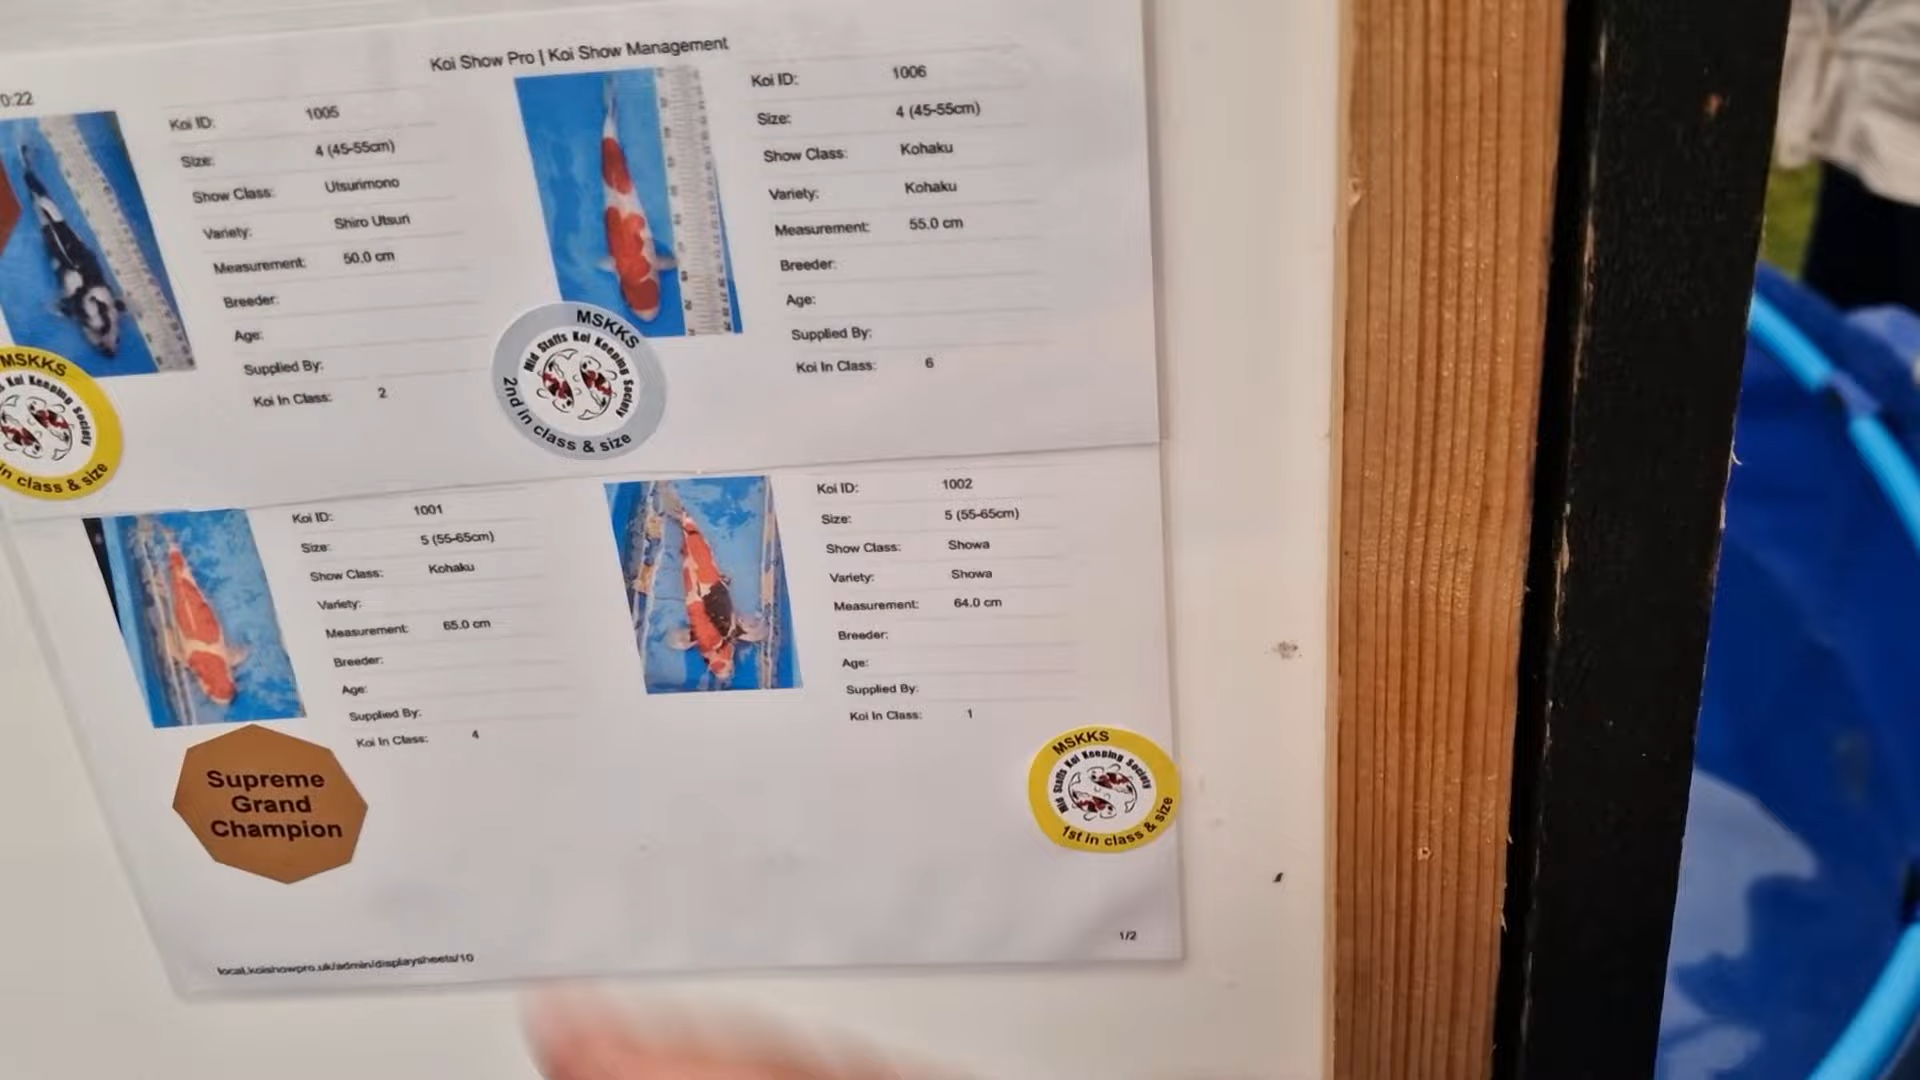 Koi Show Pro | Koi Show Management
0:22
Koi ID: 1005
Size: 4 (45-55cm)
Show Class: Utsurimono
Variety: Shiro Utsuri
Measurement: 50.0 cm
Breeder:
Age:
Supplied By:
Koi In Class: 2
MSKKS
Koi Keeping Society
in class & size
Koi ID: 1006
Size: 4 (45-55cm)
Show Class: Kohaku
Variety: Kohaku
Measurement: 55.0 cm
Breeder:
Age:
Supplied By:
Koi In Class: 6
MSKKS
Mid Staffs Koi Keeping Society
2nd in class & size
Koi ID: 1001
Size: 5 (55-65cm)
Show Class: Kohaku
Variety:
Measurement: 65.0 cm
Breeder:
Age:
Supplied By:
Koi In Class: 4
Supreme
Grand
Champion
Koi ID: 1002
Size: 5 (55-65cm)
Show Class: Showa
Variety: Showa
Measurement: 64.0 cm
Breeder:
Age:
Supplied By:
Koi In Class: 1
MSKKS
Mid Staffs Koi Keeping Society
1st in class & size
local.koishowpro.uk/admin/displaysheets/10
1/2